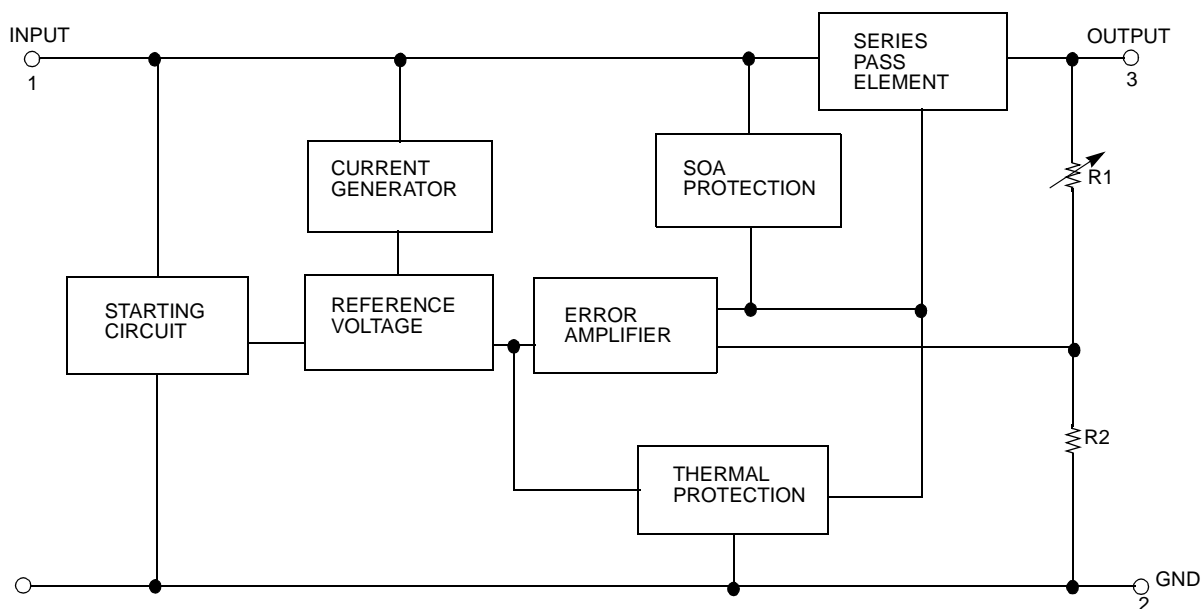 INPUT
1
SERIES
PASS
ELEMENT
OUTPUT
3
CURRENT
GENERATOR
SOA
PROTECTION
R1
STARTING
CIRCUIT
REFERENCE
VOLTAGE
ERROR
AMPLIFIER
R2
THERMAL
PROTECTION
GND
2